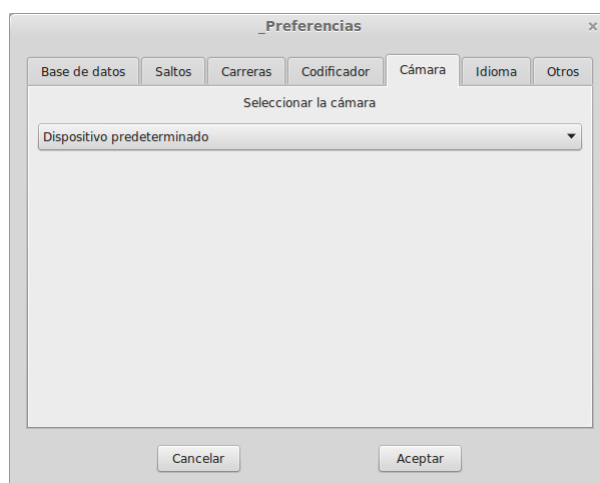 _Preferencias
Base de datos Saltos Carreras Codificador Cámara Idioma Otros
Seleccionar la cámara
Dispositivo predeterminado
Cancelar Aceptar